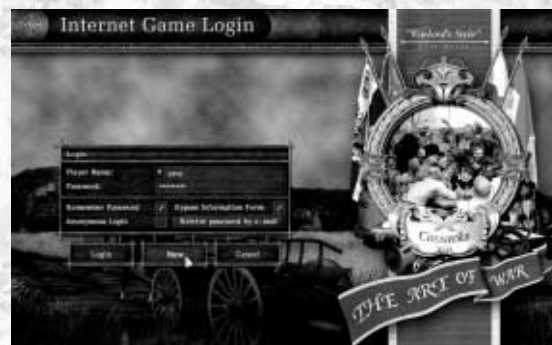 Internet Game Login
Login
Player Name:
Password:
Remember Password
Bypass Information Form
Anonymous Login
Receive password by e-mail
Login
New
Cancel
Cossacks
THE ART OF WAR